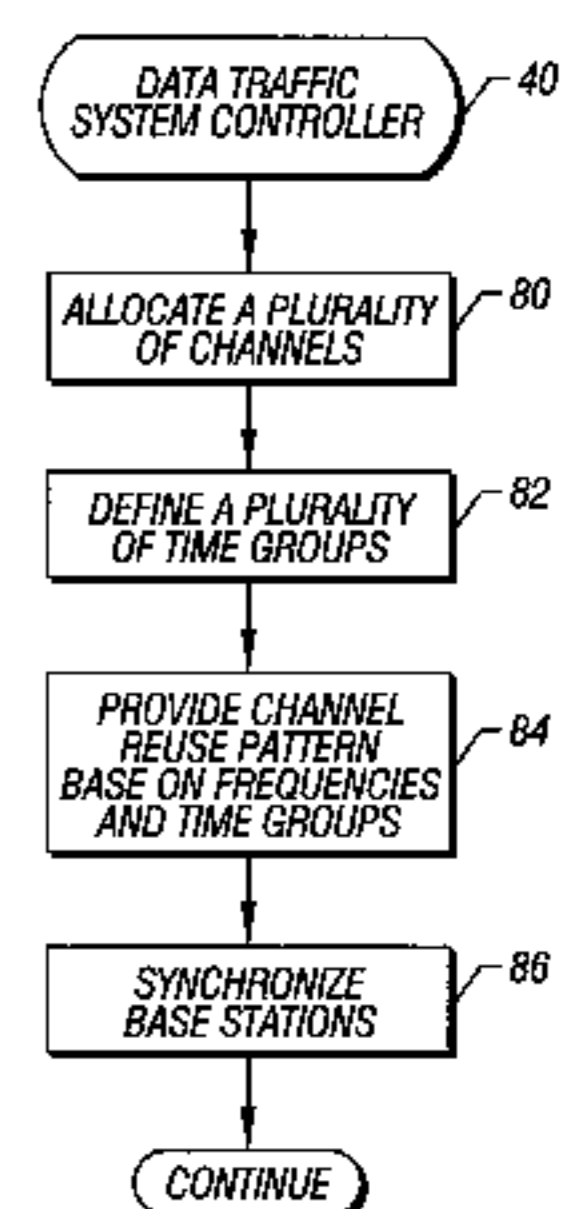 DATA TRAFFIC
SYSTEM CONTROLLER
40
ALLOCATE A PLURALITY
OF CHANNELS
80
DEFINE A PLURALITY
OF TIME GROUPS
82
PROVIDE CHANNEL
REUSE PATTERN
BASE ON FREQUENCIES
AND TIME GROUPS
84
SYNCHRONIZE
BASE STATIONS
86
CONTINUE